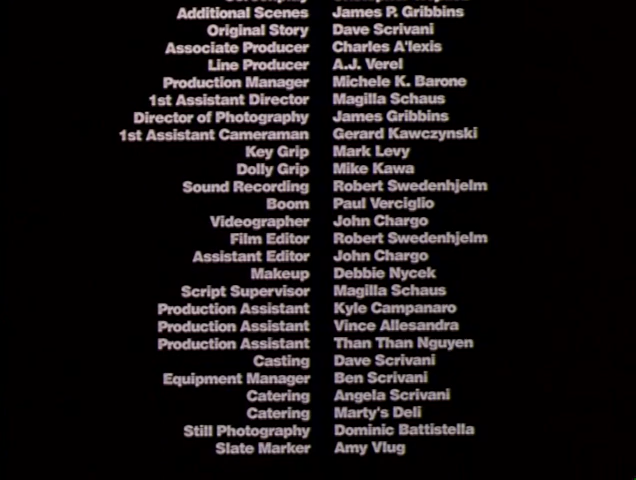 Additional Scenes James P. Gribbins
Original Story Dave Scrivani
Associate Producer Charles A'lexis
Line Producer A.J. Verel
Production Manager Michele K. Barone
1st Assistant Director Magilla Schaus
Director of Photography James Gribbins
1st Assistant Cameraman Gerard Kawczynski
Key Grip Mark Levy
Dolly Grip Mike Kawa
Sound Recording Robert Swedenhjelm
Boom Paul Verciglio
Videographer John Chargo
Film Editor Robert Swedenhjelm
Assistant Editor John Chargo
Makeup Debbie Nycek
Script Supervisor Magilla Schaus
Production Assistant Kyle Campanaro
Production Assistant Vince Allesandra
Production Assistant Than Than Nguyen
Casting Dave Scrivani
Equipment Manager Ben Scrivani
Catering Angela Scrivani
Catering Marty's Deli
Still Photography Dominic Battistella
Slate Marker Amy Vlug